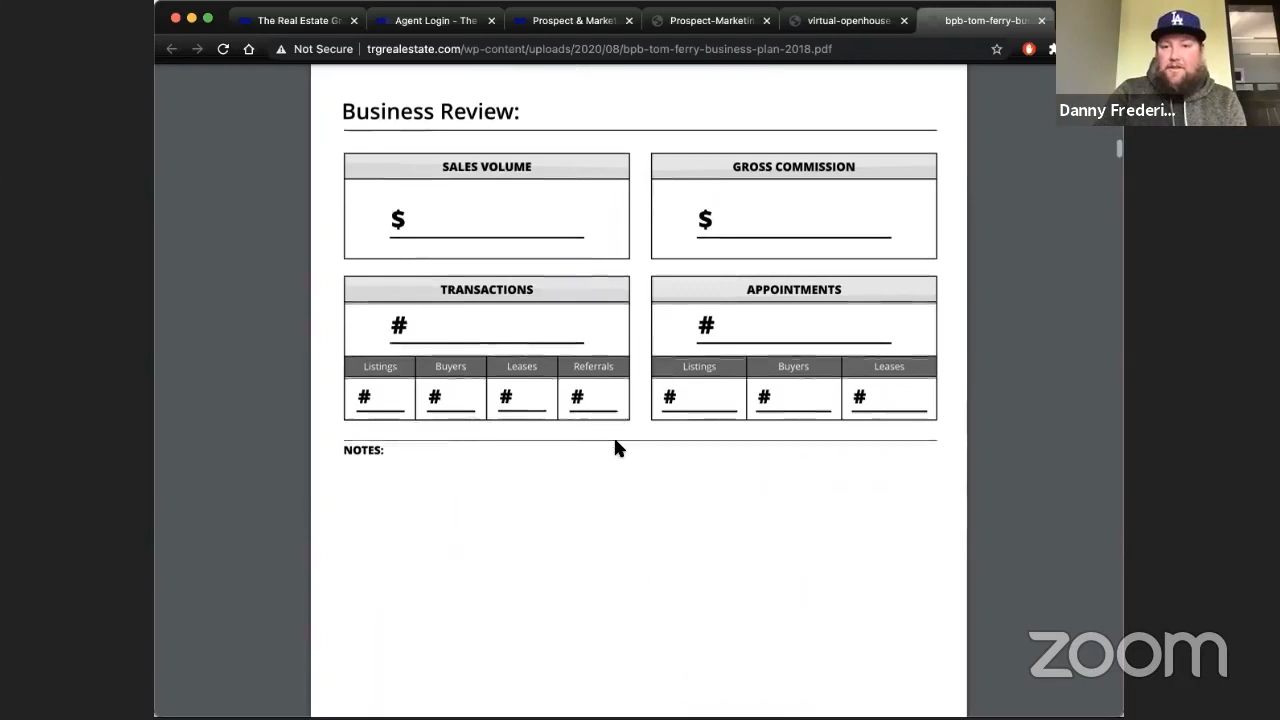 The Real Estate Gr
Agent Login - The
Prospect & Market
Prospect-Marketin
virtual-openhouse
bpb-tom-ferry-bus
Not Secure
trgrealestate.com/wp-content/uploads/2020/08/bpb-tom-ferry-business-plan-2018.pdf
LA
Danny Frederi...
Business Review:
SALES VOLUME
GROSS COMMISSION
$
$
TRANSACTIONS
APPOINTMENTS
#
#
Listings Buyers Leases Referrals
Listings Buyers Leases
# # # #
# # #
NOTES:
zoom